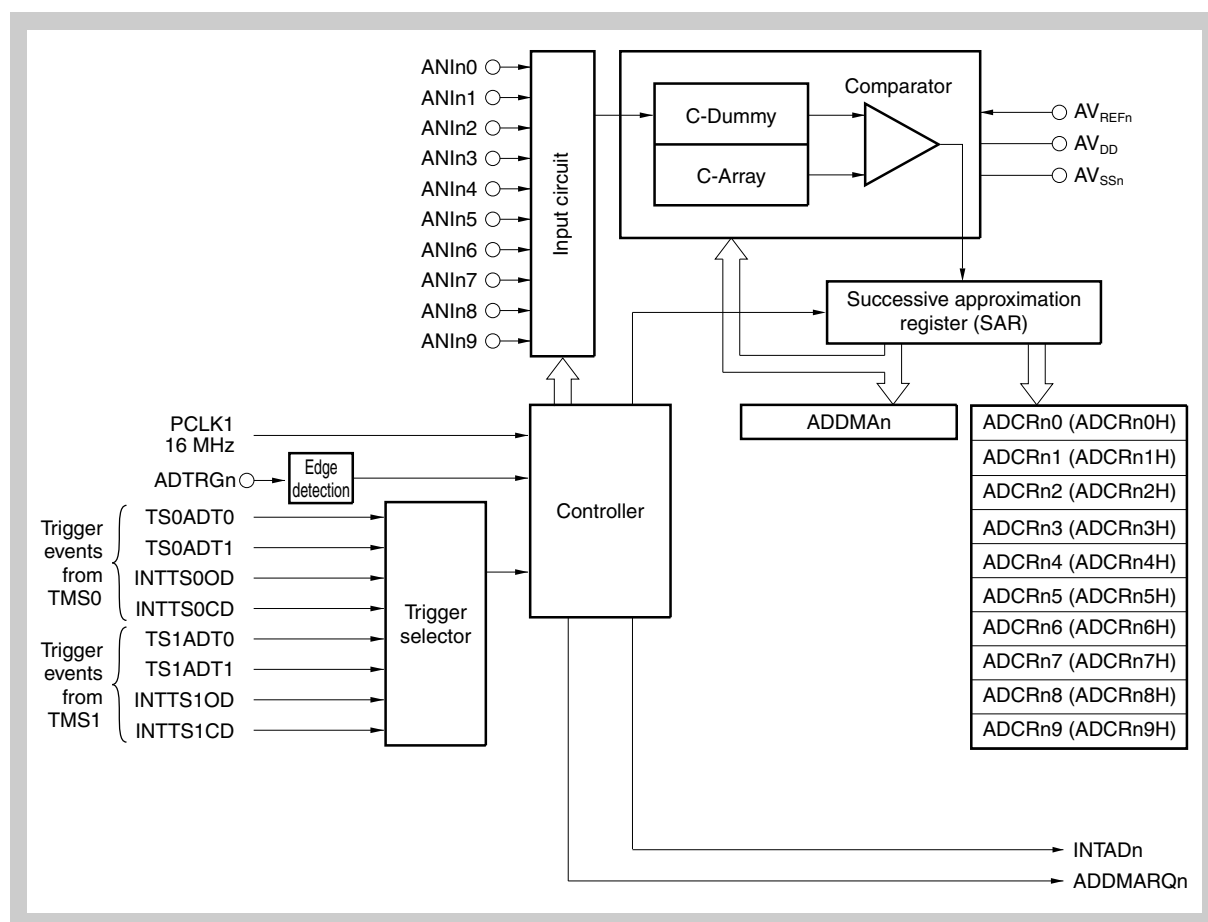 ANIn0
ANIn1
ANIn2
ANIn3
ANIn4
ANIn5
ANIn6
ANIn7
ANIn8
ANIn9
Input circuit
C-Dummy
C-Array
Comparator
AVREFn
AVDD
AVSSn
Successive approximation
register (SAR)
ADDMAn
ADCRn0 (ADCRn0H)
ADCRn1 (ADCRn1H)
ADCRn2 (ADCRn2H)
ADCRn3 (ADCRn3H)
ADCRn4 (ADCRn4H)
ADCRn5 (ADCRn5H)
ADCRn6 (ADCRn6H)
ADCRn7 (ADCRn7H)
ADCRn8 (ADCRn8H)
ADCRn9 (ADCRn9H)
PCLK1
16 MHz
ADTRGn
Edge
detection
Controller
Trigger
events
from
TMS0
TS0ADT0
TS0ADT1
INTTS0OD
INTTS0CD
Trigger
events
from
TMS1
TS1ADT0
TS1ADT1
INTTS1OD
INTTS1CD
Trigger
selector
INTADn
ADDMARQn